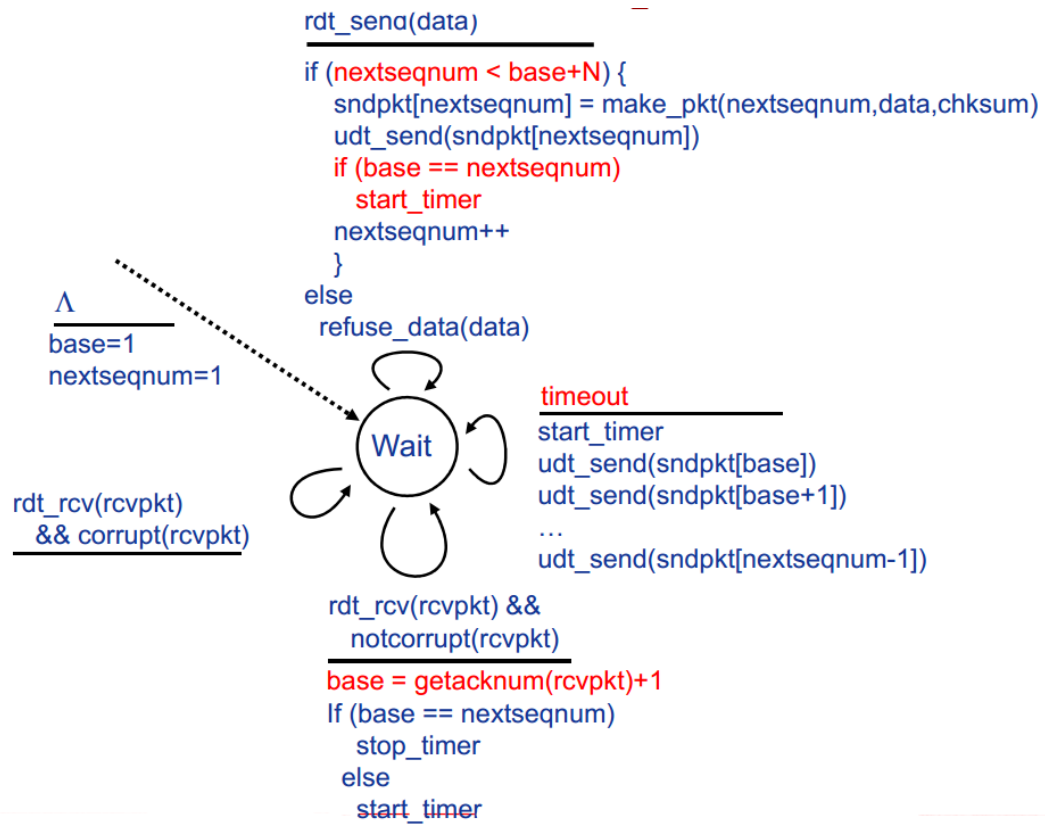 rdt_send(data)
if (nextseqnum < base+N) {
sndpkt[nextseqnum] = make_pkt(nextseqnum,data,chksum)
udt_send(sndpkt[nextseqnum])
if (base == nextseqnum)
start_timer
nextseqnum++
}
else
refuse_data(data)
Λ
base=1
nextseqnum=1
Wait
timeout
start_timer
udt_send(sndpkt[base])
udt_send(sndpkt[base+1])
…
udt_send(sndpkt[nextseqnum-1])
rdt_rcv(rcvpkt)
&& corrupt(rcvpkt)
rdt_rcv(rcvpkt) &&
notcorrupt(rcvpkt)
base = getacknum(rcvpkt)+1
If (base == nextseqnum)
stop_timer
else
start_timer